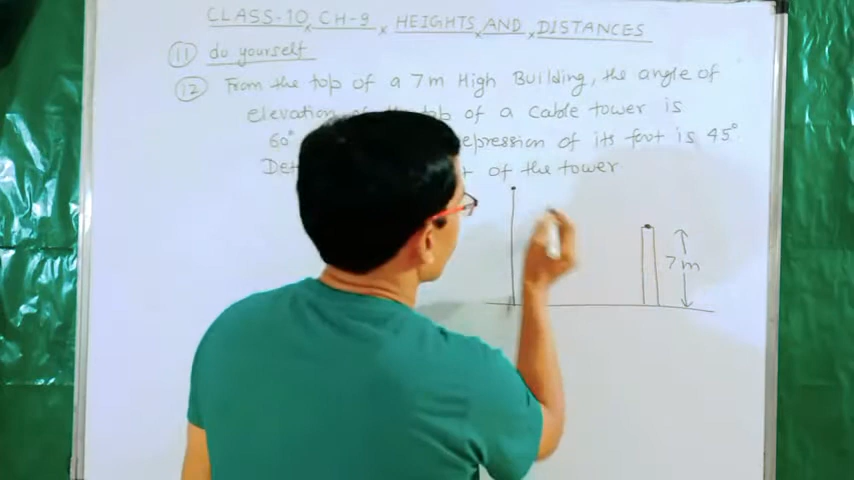 CLASS-10 CH-9 HEIGHTS AND DISTANCES
11 do yourself
12 From the top of a 7m High Building, the angle of
elevation top of a cable tower is
60° epression of its foot is 45°
Det of the tower
7m